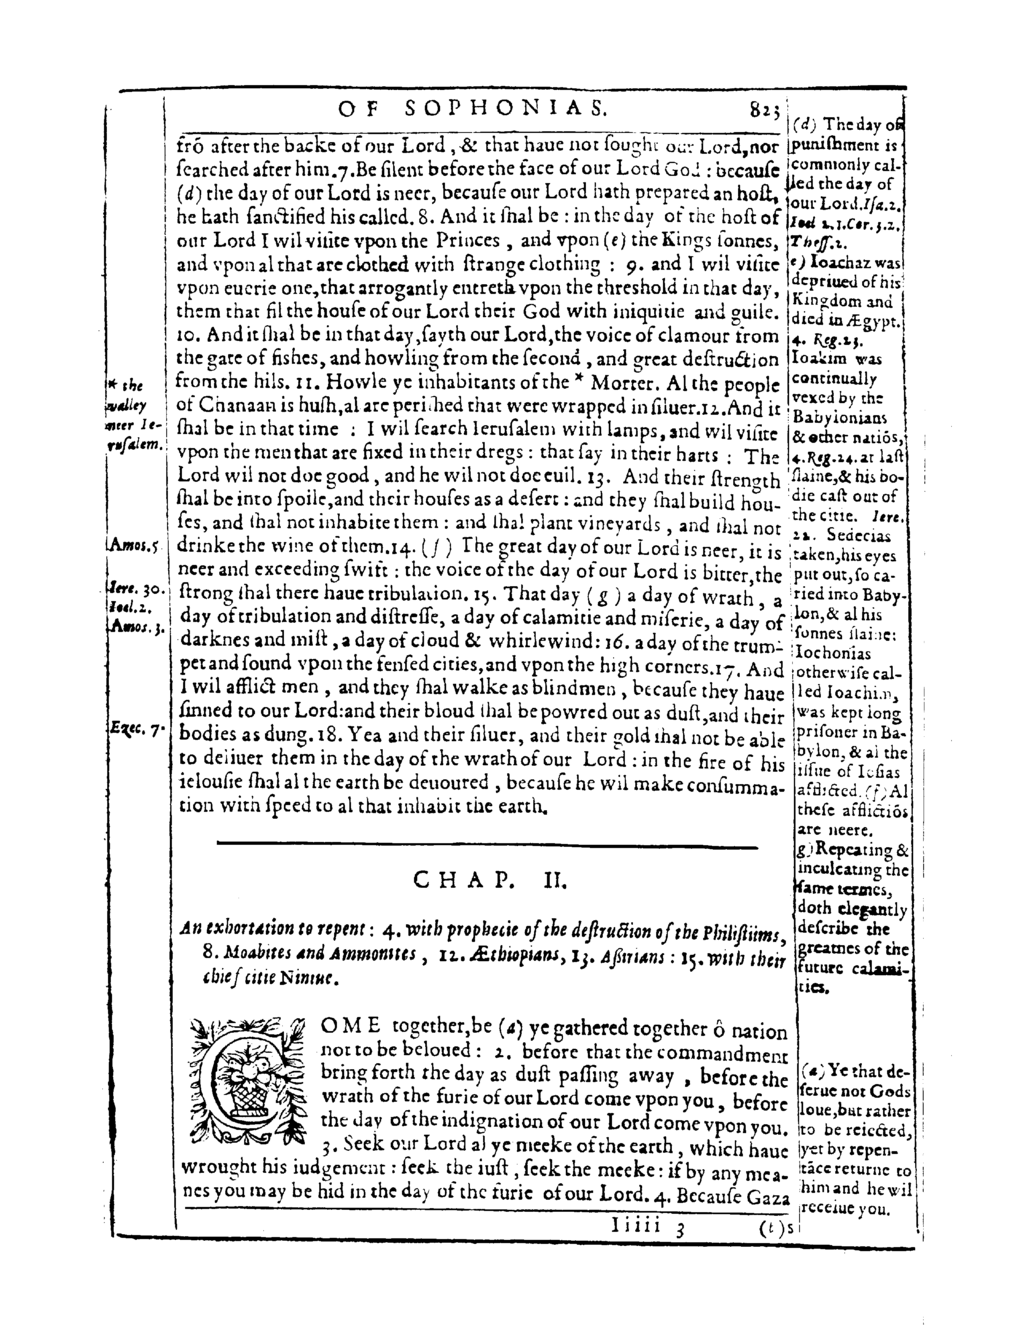 OF SOPHONIAS. 823
frõ after the backe of our Lord, & that haue not ſought our Lord, nor
ſearched after him. 7. Be ſilent before the face of our Lord God : becauſe
(d) the day of our Lord is neer, becauſe our Lord hath prepared an hoſt,
he hath ſanctified his called. 8. And it ſhal be : in the day of the hoſt of
our Lord I wil viſite vpon the Princes, and vpon (e) the Kings ſonnes,
and vpon al that are clothed with ſtrange clothing : 9. and I wil viſite
vpon euerie one, that arrogantly entreth vpon the threshold in that day,
them that fil the houſe of our Lord their God with iniquitie and guile.
10. And it ſhal be in that day, ſayth our Lord, the voice of clamour from
the gate of fishes, and howling from the ſecond, and great deſtruction
from the hils. 11. Howle ye inhabitants of the * Morter. Al the people
of Chanaan is huſh, al are perished that were wrapped in ſiluer. 12. And it
ſhal be in that time : I wil ſearch Ieruſalem with lamps, and wil viſite
vpon the men that are fixed in their dregs : that ſay in their harts : The
Lord wil not doe good, and he wil not doe euil. 13. And their ſtrength
ſhal be into ſpoile, and their houſes as a deſert : and they ſhal build hou-
ſes, and ſhal not inhabite them : and ſhal plant vineyards, and ſhal not
drinke the wine of them. 14. (f) The great day of our Lord is neer, it is
neer and exceeding ſwift : the voice of the day of our Lord is bitter, the
ſtrong ſhal there haue tribulation. 15. That day (g) a day of wrath, a
day of tribulation and diſtreſſe, a day of calamitie and miſerie, a day of
darknes and miſt, a day of cloud & whirlewind: 16. a day of the trum-
pet and ſound vpon the fenſed cities, and vpon the high corners. 17. And
I wil afflict men, and they ſhal walke as blind men, becauſe they haue
ſinned to our Lord: and their bloud ſhal be powred out as duſt, and their
bodies as dung. 18. Yea and their ſiluer, and their gold ſhal not be able
to deliuer them in the day of the wrath of our Lord : in the fire of his
ielouſie ſhal al the earth be deuoured, becauſe he wil make conſumma-
tion with ſpeed to al that inhabit the earth.
* the
valley
neer Ie-
ruſalem.
Amos. 5
Iere. 30.
Ioel. 2.
Amos. 5.
Ezec. 7.
(d) The day of
puniſhment is
commonly cal-
led the day of
our Lord. Iſa. 2.
Ioel 2. 1. Cor. 3. 2.
Theſſ. 2.
e) Ioachaz was
depriued of his
Kingdom and
died in Ægypt.
4. Reg. 23.
Ioakim was
continually
vexed by the
Babylonians
& other natiõs,
4. Reg. 24. at laſt
ſlaine, & his bo-
die caſt out of
the citie. Iere.
22. Sedecias
taken, his eyes
put out, ſo ca-
ried into Baby-
lon, & al his
ſonnes ſlaine:
Iochonias
otherwiſe cal-
led Ioachin,
was kept long
priſoner in Ba-
bylon, & al the
iſſue of Ioſias
afflicted. (f) Al
theſe afflictiõs
are neere.
g) Repeating &
inculcating the
ſame termes,
doth elegantly
deſcribe the
greatnes of the
future calami-
ties.
CHAP. II.
An exhortation to repent : 4. with prophecie of the deſtruction of the Philiſtiims,
8. Moabites and Ammonites, 12. Æthiopians, 13. Aſsirians : 15. with their
chief citie Niniue.
COME together, be (a) ye gathered together ô nation
not to be beloued : 2. before that the commandment
bring forth the day as duſt paſſing away, before the
wrath of the furie of our Lord come vpon you, before
the day of the indignation of our Lord come vpon you.
3. Seek our Lord al ye meeke of the earth, which haue
wrought his iudgement : ſeek the iuſt, ſeek the meeke : if by any mea-
nes you may be hid in the day of the furie of our Lord. 4. Becauſe Gaza
(a) Ye that de-
ſerue not Gods
loue, but rather
to be reiected,
yet by repen-
tãce returne to
him and he wil
receiue you.
Iiiii 3 (t)s